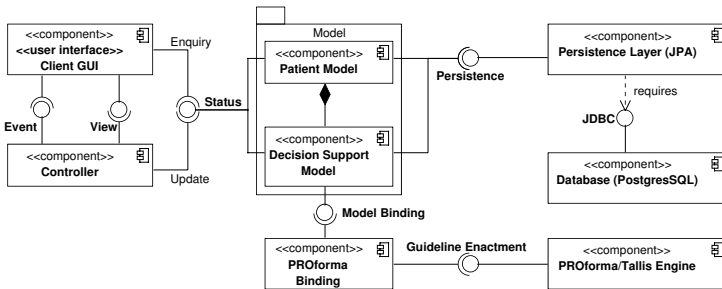 <<component>>
<<user interface>>
Client GUI
Enquiry
Model
<<component>>
Patient Model
<<component>>
Persistence Layer (JPA)
Persistence
requires
Event
View
Status
JDBC
<<component>>
Controller
Update
<<component>>
Decision Support
Model
<<component>>
Database (PostgresSQL)
Model Binding
<<component>>
PROforma
Binding
Guideline Enactment
<<component>>
PROforma/Tallis Engine